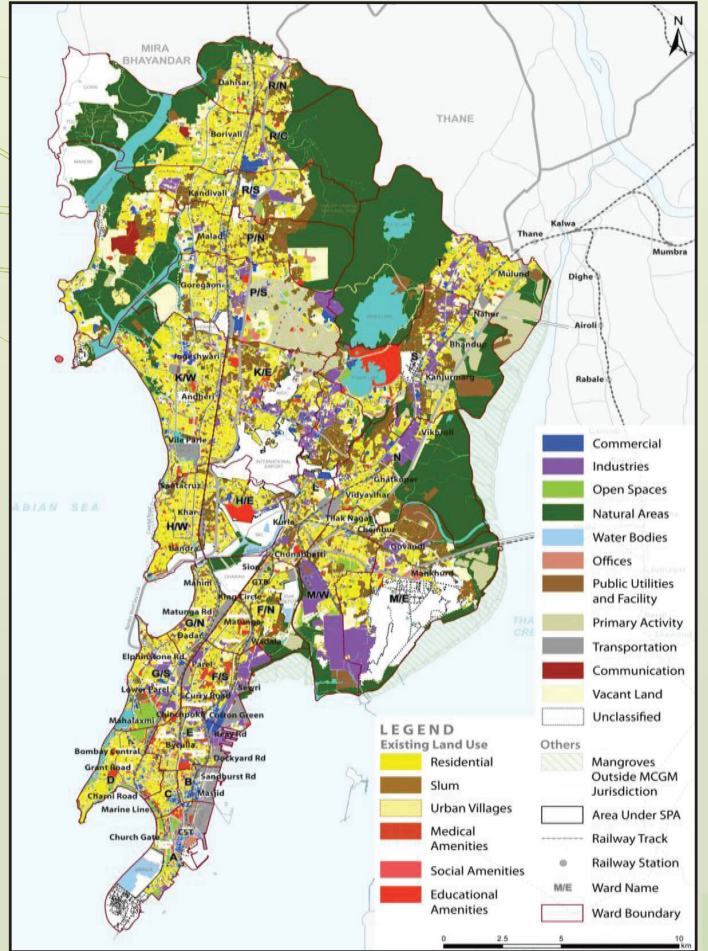 N
MIRA
BHAYANDAR
THANE
Dahisar
R/N
Borivali
R/C
Kandivali
R/S
Malad
P/N
Goregaon
P/S
Thane
Kalwa
Mumbra
T
Mulund
Dighe
Nahur
Airoli
Bhandup
S
Kanjurmarg
Rabale
Jogeshwari
K/W
K/E
Andheri
Vikhroli
Vile Parle
INTERNATIONAL
AIRPORT
N
Ghatkopar
Santacruz
L
Vidyavihar
H/E
Khar
Kurla
Tilak Nagar
Chembur
H/W
Bandra
Chunabhatti
Govandi
Mankhurd
Sion
Mahim
GTB
King Circle
M/W
M/E
Matunga Rd
F/N
G/N
Matunga
Dadar
Wadala
Elphinstone Rd
Parel
G/S
F/S
Sewri
Lower Parel
Curry Road
Chinchpokli
Cotton Green
Mahalaxmi
Reay Rd
E
Byculla
Bombay Central
Dockyard Rd
Grant Road
Sandhurst Rd
D
B
Masjid
Charni Road
C
Marine Line
Church Gate
CST
A
ABIAN SEA
Commercial
Industries
Open Spaces
Natural Areas
Water Bodies
Offices
Public Utilities
and Facility
Primary Activity
Transportation
Communication
Vacant Land
Unclassified
LEGEND
Existing Land Use
Residential
Slum
Urban Villages
Medical
Amenities
Social Amenities
Educational
Amenities
Others
Mangroves
Outside MCGM
Jurisdiction
Area Under SPA
Railway Track
Railway Station
M/E Ward Name
Ward Boundary
0 2.5 5 10
km